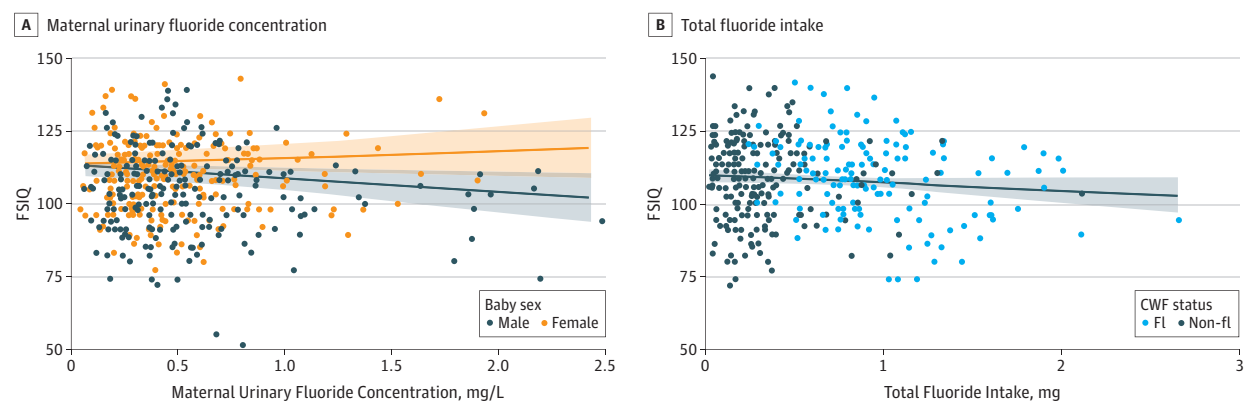 A Maternal urinary fluoride concentration
150
125
100
75
50
FSIQ
0
0.5
1.0
1.5
2.0
2.5
Maternal Urinary Fluoride Concentration, mg/L
Baby sex
Male Female
B Total fluoride intake
150
125
100
75
50
FSIQ
0
1
2
3
Total Fluoride Intake, mg
CWF status
Fl Non-fl